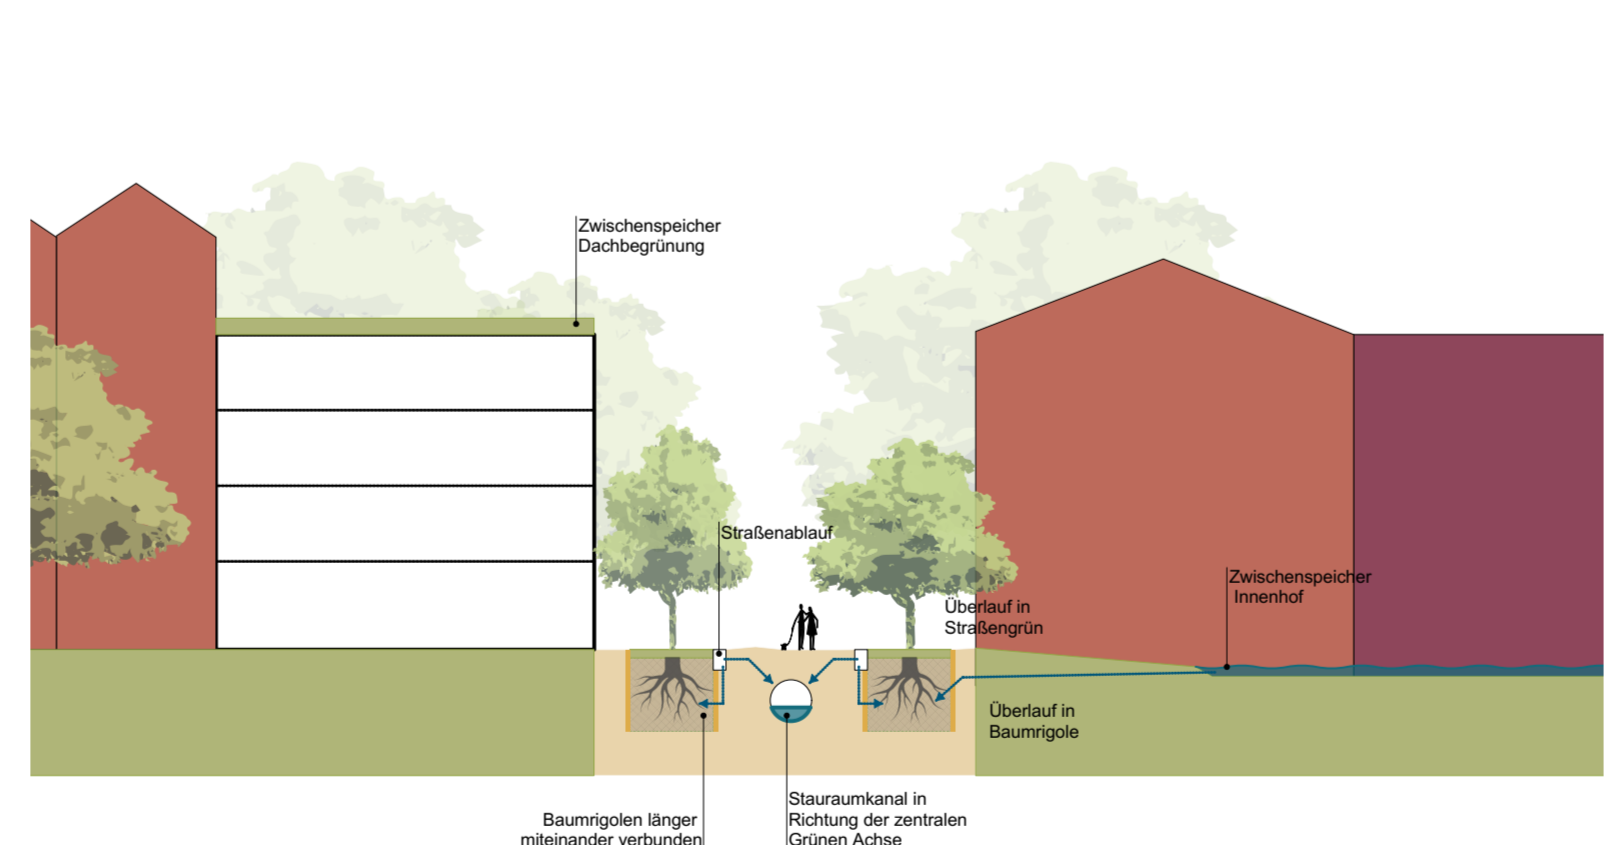 Zwischenspeicher
Dachbegrünung
Straßenablauf
Zwischenspeicher
Innenhof
Überlauf in
Straßengrün
Überlauf in
Baumrigole
Stauraumkanal in
Richtung der zentralen
Grünen Achse
Baumrigolen länger
miteinander verbunden